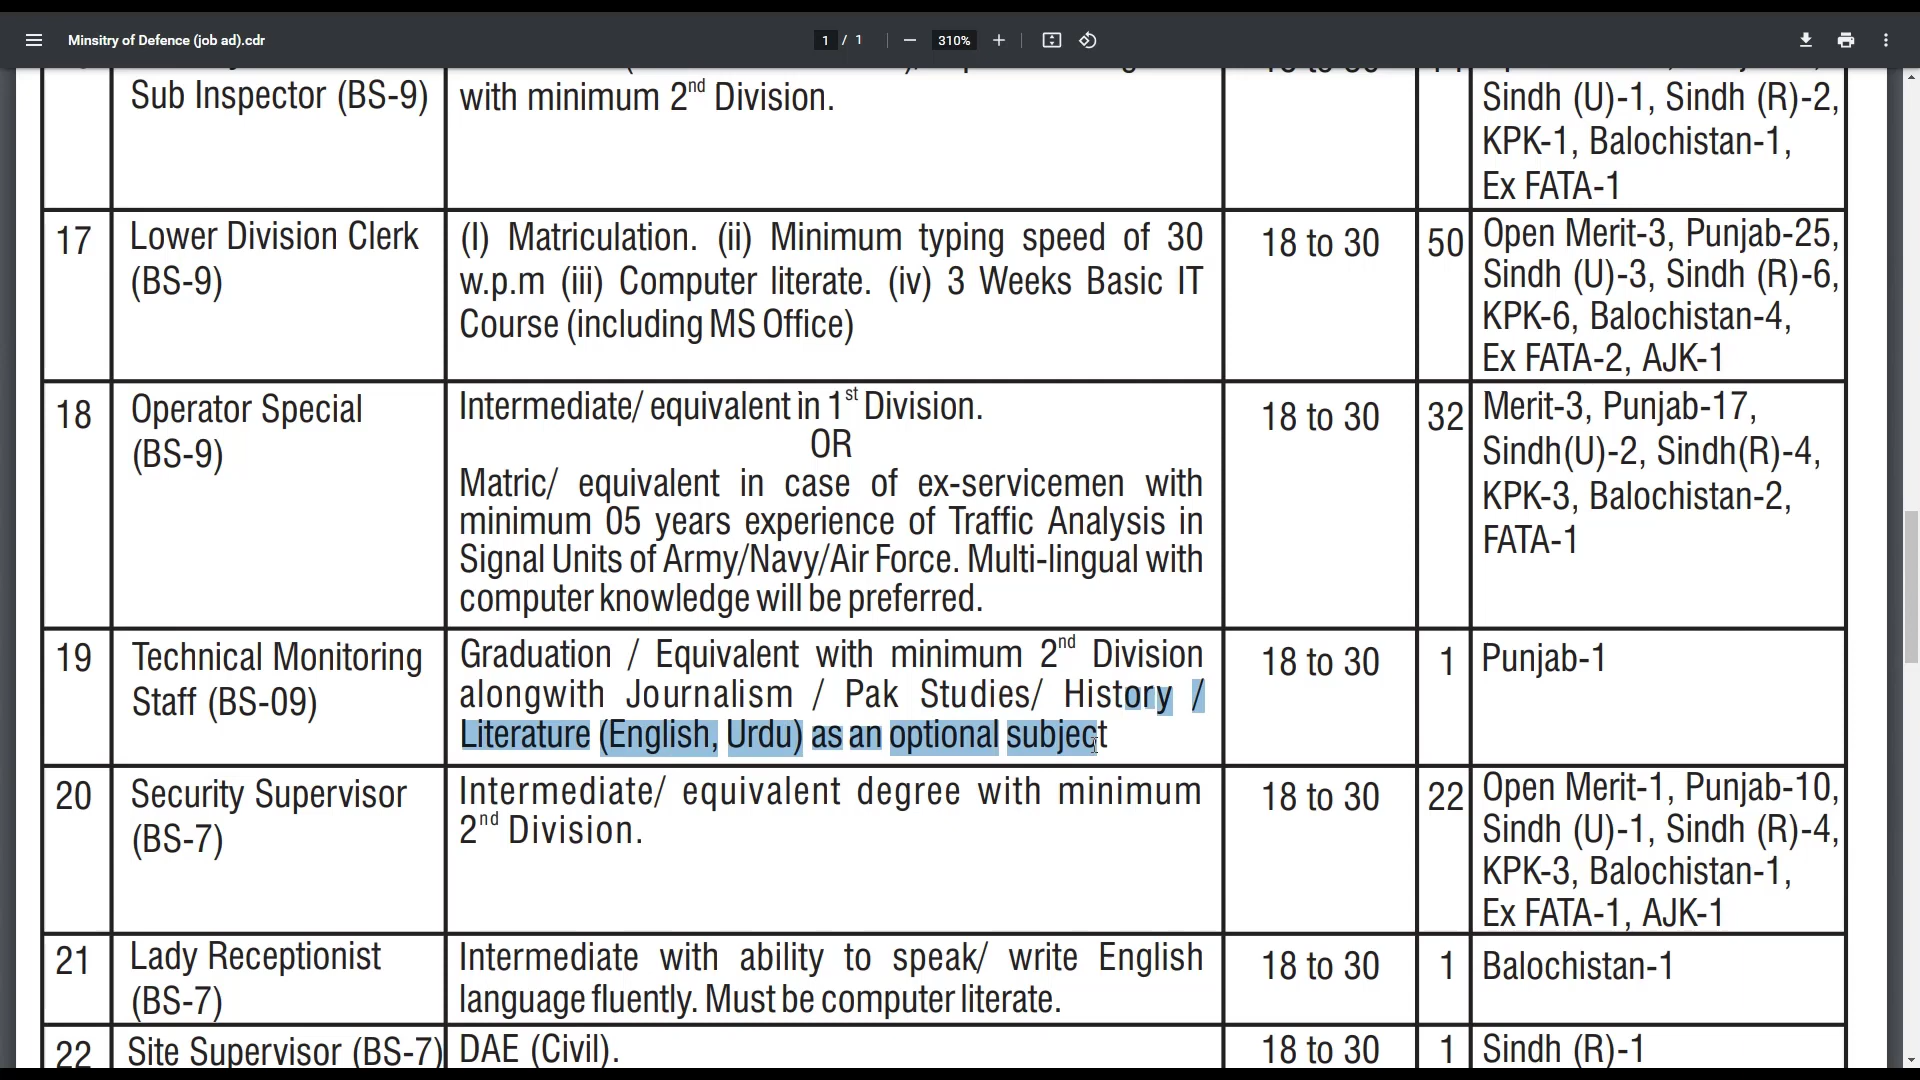 Minsitry of Defence (job ad).cdr
1 / 1
310%
Sub Inspector (BS-9)
with minimum 2nd Division.
Sindh (U)-1, Sindh (R)-2,
KPK-1, Balochistan-1,
Ex FATA-1
17
Lower Division Clerk
(BS-9)
(I) Matriculation. (ii) Minimum typing speed of 30
w.p.m (iii) Computer literate. (iv) 3 Weeks Basic IT
Course (including MS Office)
18 to 30
50
Open Merit-3, Punjab-25,
Sindh (U)-3, Sindh (R)-6,
KPK-6, Balochistan-4,
Ex FATA-2, AJK-1
18
Operator Special
(BS-9)
Intermediate/ equivalent in 1st Division.
OR
Matric/ equivalent in case of ex-servicemen with
minimum 05 years experience of Traffic Analysis in
Signal Units of Army/Navy/Air Force. Multi-lingual with
computer knowledge will be preferred.
18 to 30
32
Merit-3, Punjab-17,
Sindh(U)-2, Sindh(R)-4,
KPK-3, Balochistan-2,
FATA-1
19
Technical Monitoring
Staff (BS-09)
Graduation / Equivalent with minimum 2nd Division
alongwith Journalism / Pak Studies/ History /
Literature (English, Urdu) as an optional subject
18 to 30
1
Punjab-1
20
Security Supervisor
(BS-7)
Intermediate/ equivalent degree with minimum
2nd Division.
18 to 30
22
Open Merit-1, Punjab-10,
Sindh (U)-1, Sindh (R)-4,
KPK-3, Balochistan-1,
Ex FATA-1, AJK-1
21
Lady Receptionist
(BS-7)
Intermediate with ability to speak/ write English
language fluently. Must be computer literate.
18 to 30
1
Balochistan-1
22
Site Supervisor (BS-7)
DAE (Civil).
18 to 30
1
Sindh (R)-1